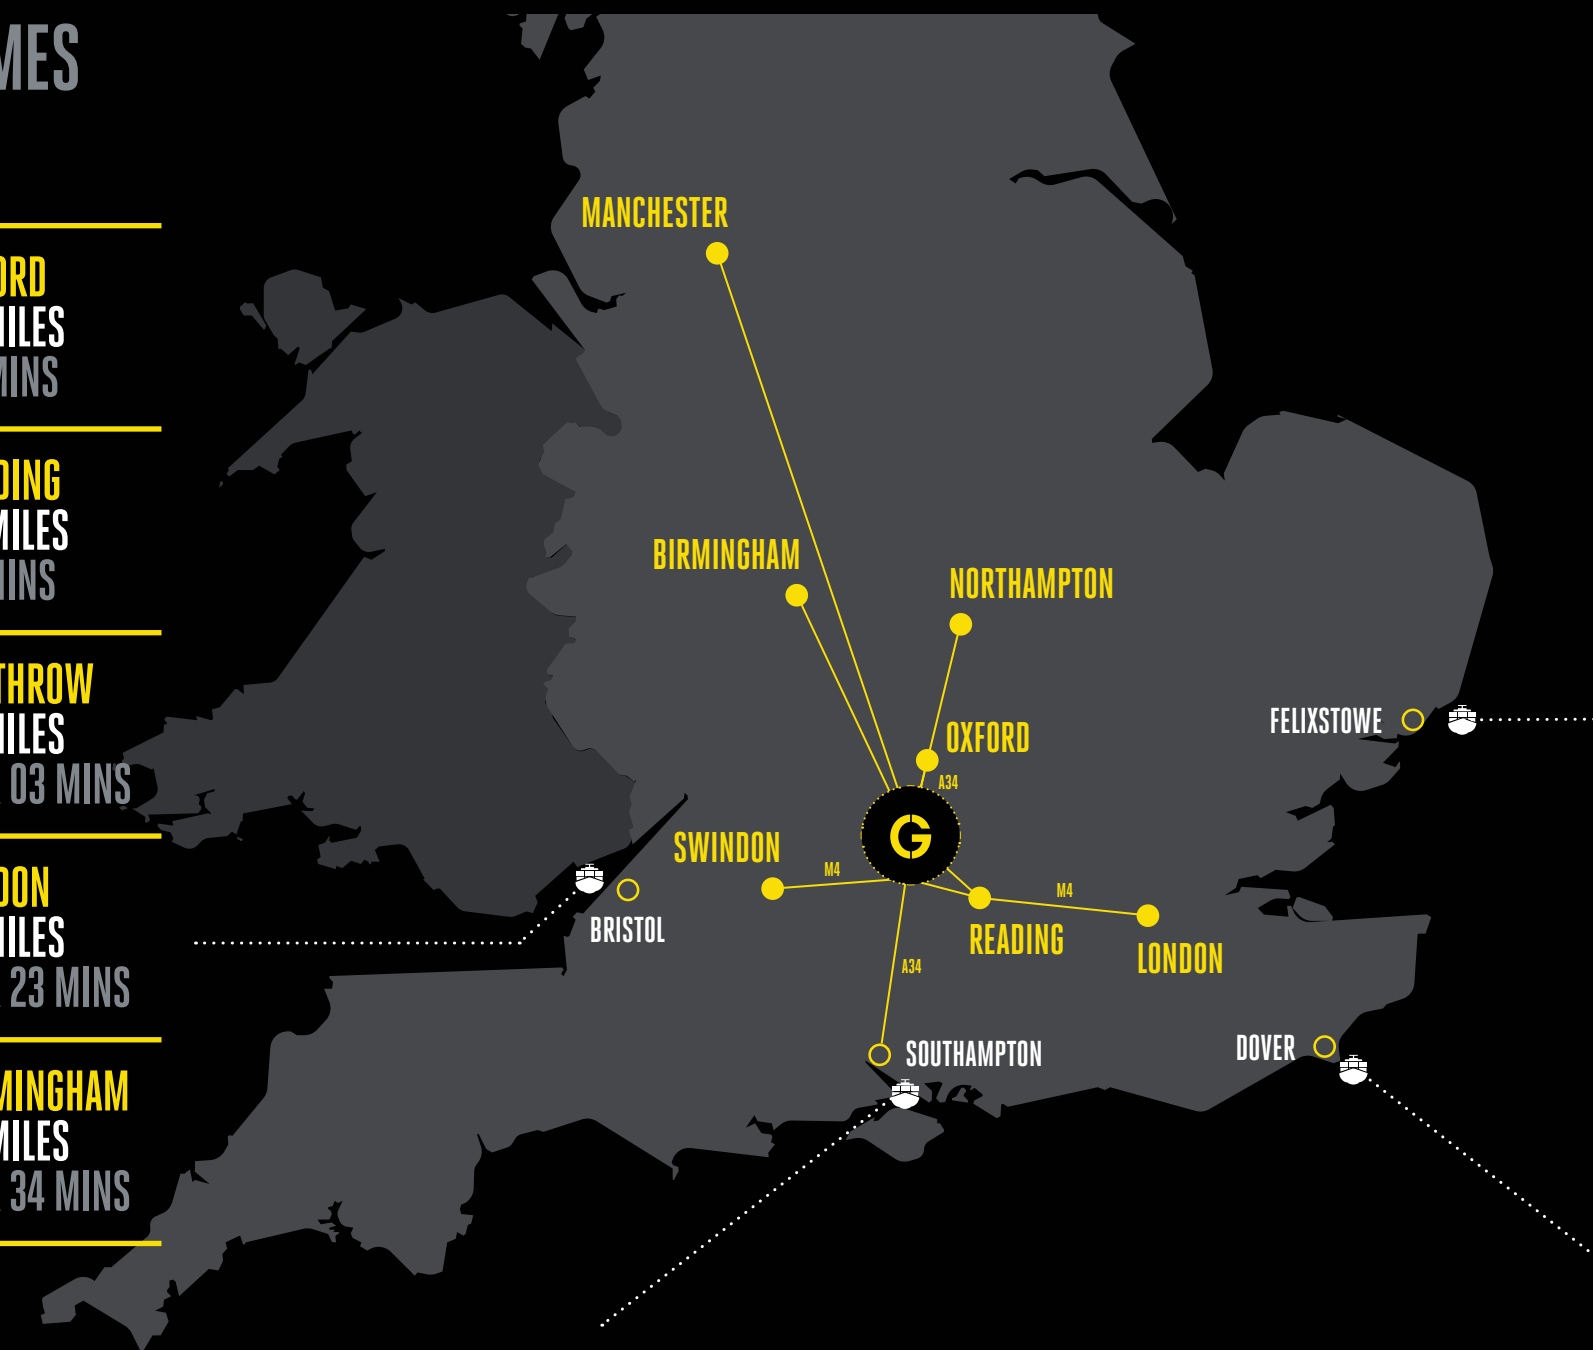 MES
ORD
MILES
MINS
DING
MILES
MINS
THROW
MILES
03 MINS
DON
MILES
23 MINS
MINGHAM
MILES
34 MINS
MANCHESTER
BIRMINGHAM
NORTHAMPTON
OXFORD
A34
FELIXSTOWE
G
SWINDON
M4
M4
BRISTOL
READING
LONDON
A34
SOUTHAMPTON
DOVER